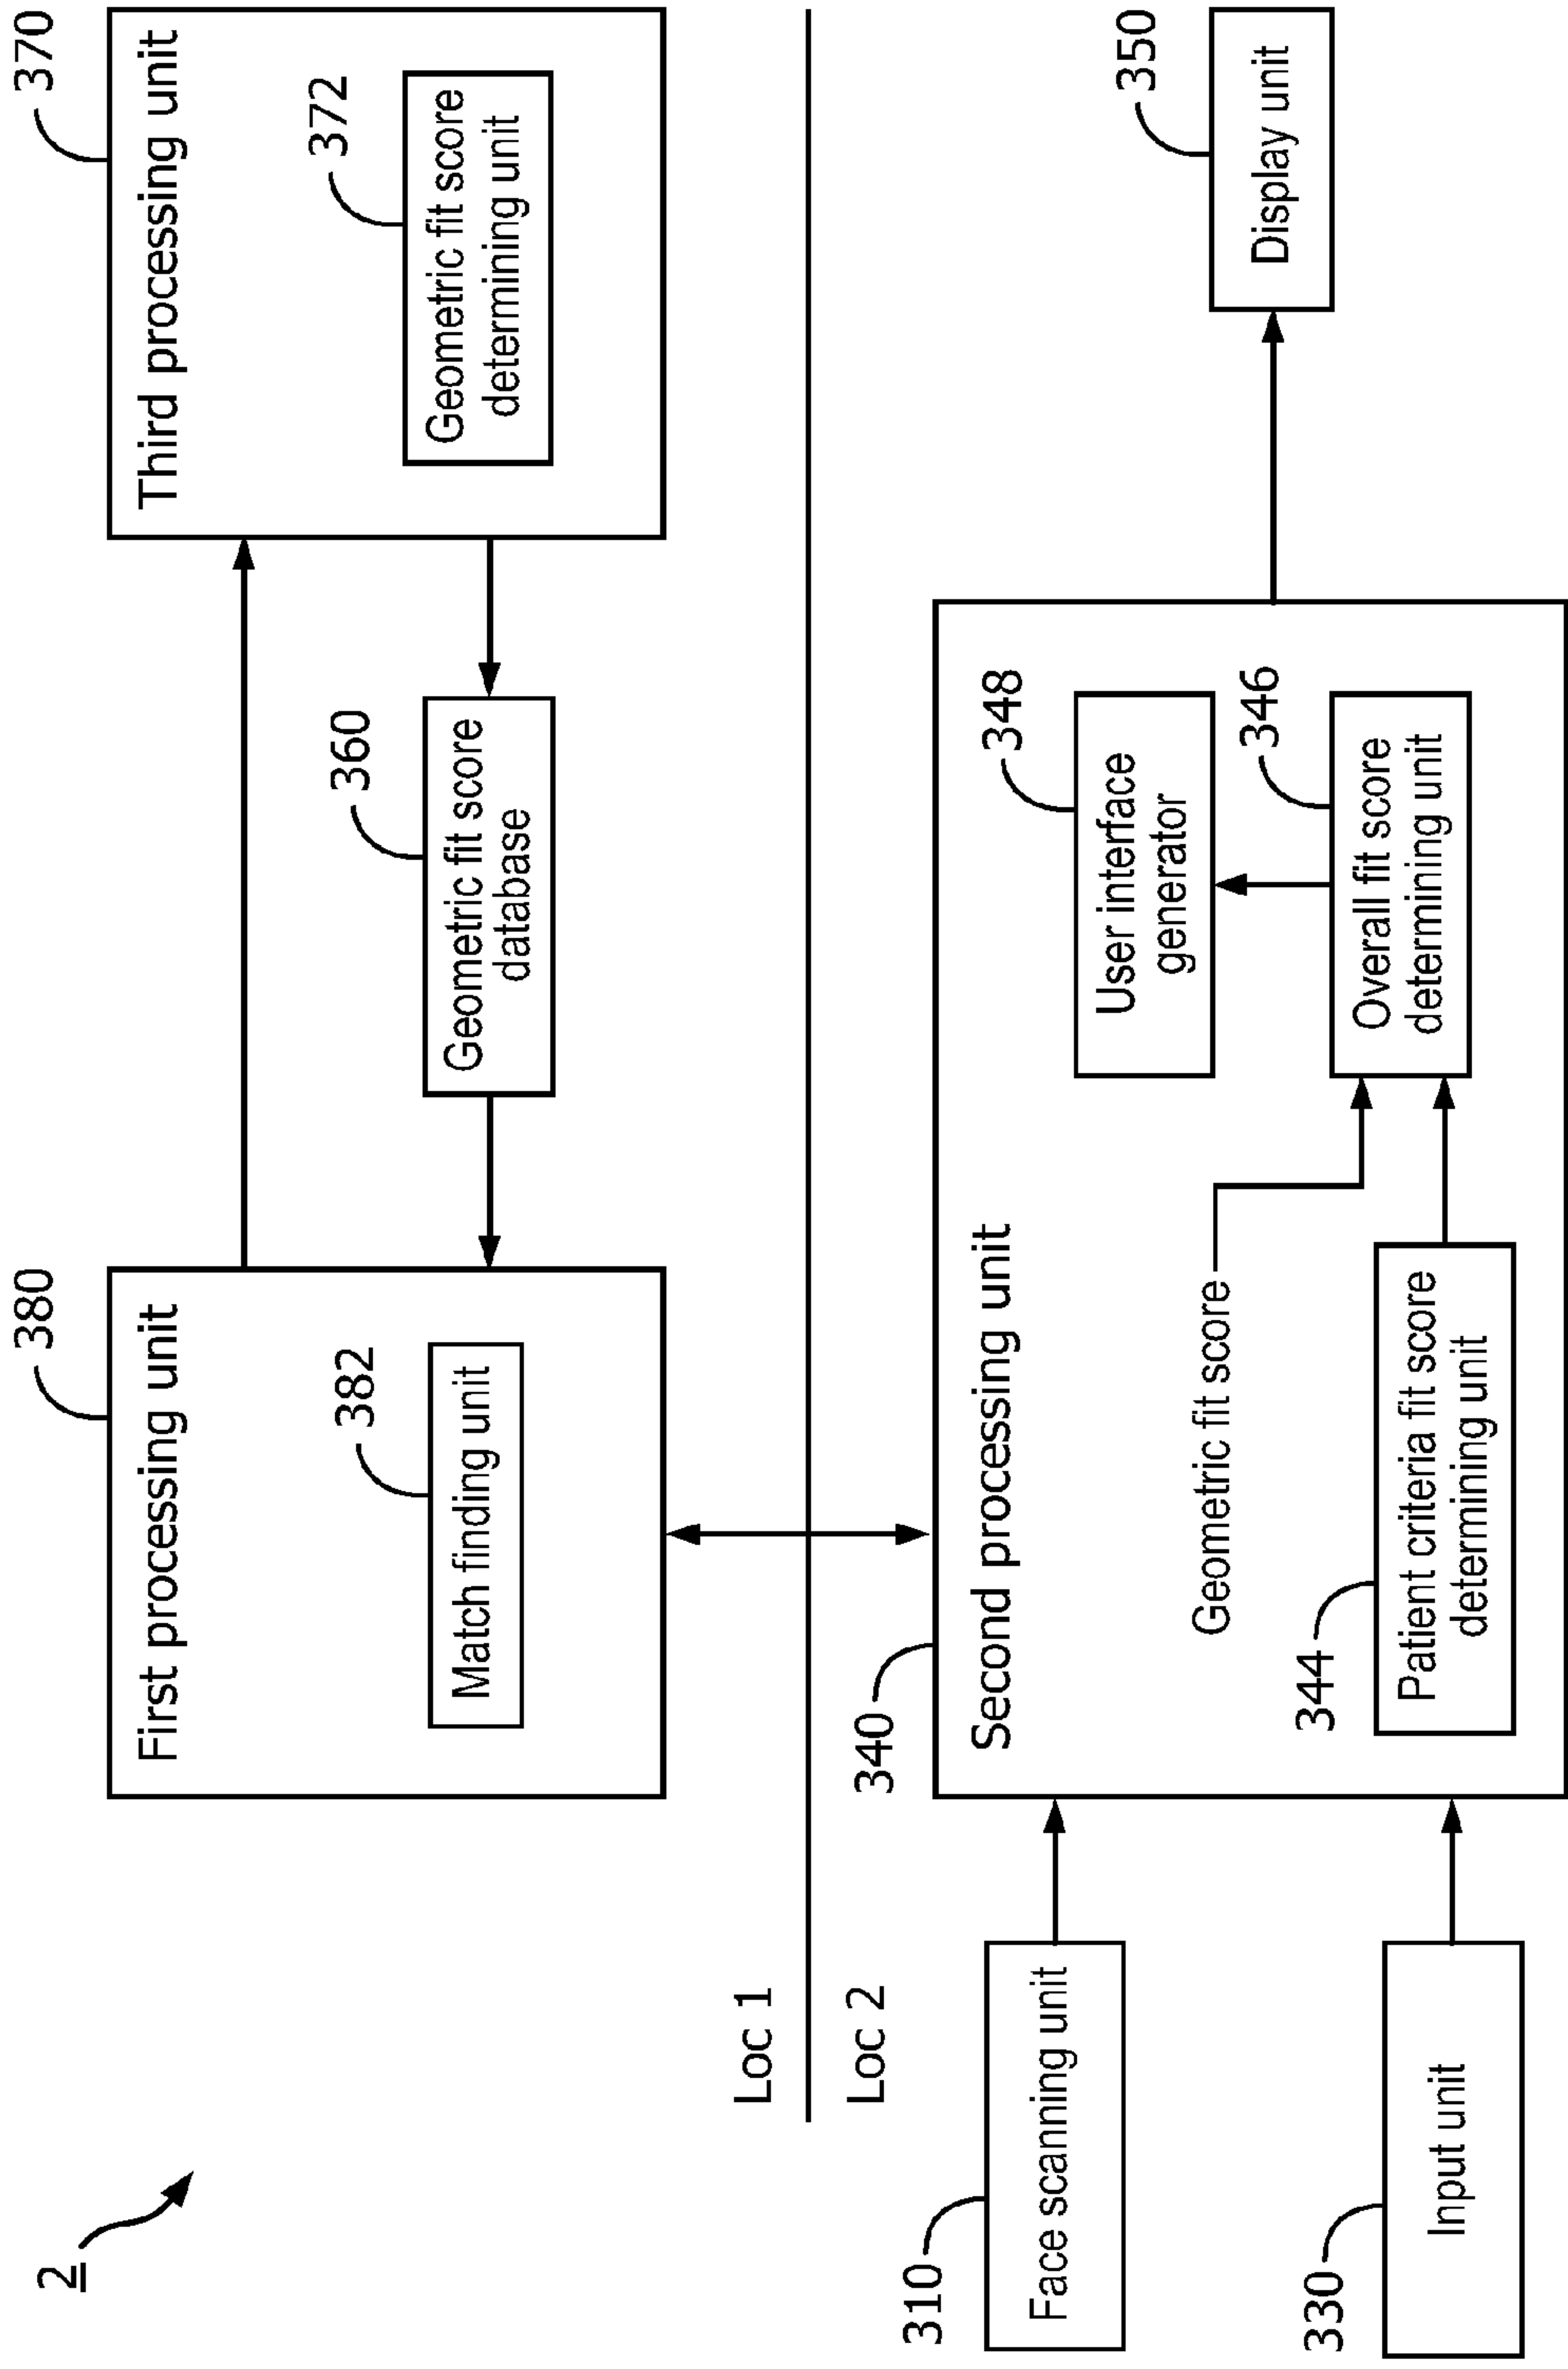 2
380
First processing unit
382
Match finding unit
360
Geometric fit score
database
370
Third processing unit
372
Geometric fit score
determining unit
Loc 1
Loc 2
310
Face scanning unit
330
Input unit
340
Second processing unit
Geometric fit score
344
Patient criteria fit score
determining unit
348
User interface
generator
346
Overall fit score
determining unit
350
Display unit